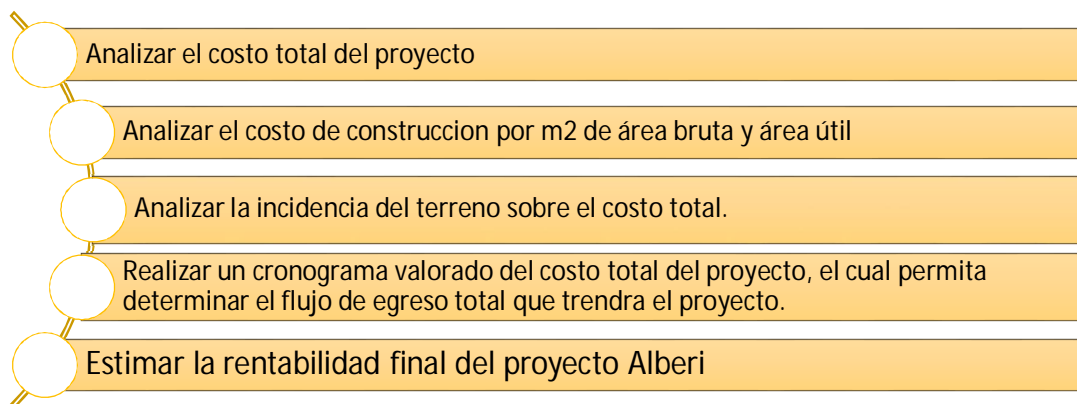 Analizar el costo total del proyecto
Analizar el costo de construccion por m2 de área bruta y área útil
Analizar la incidencia del terreno sobre el costo total.
Realizar un cronograma valorado del costo total del proyecto, el cual permita
determinar el flujo de egreso total que trendra el proyecto.
Estimar la rentabilidad final del proyecto Alberi